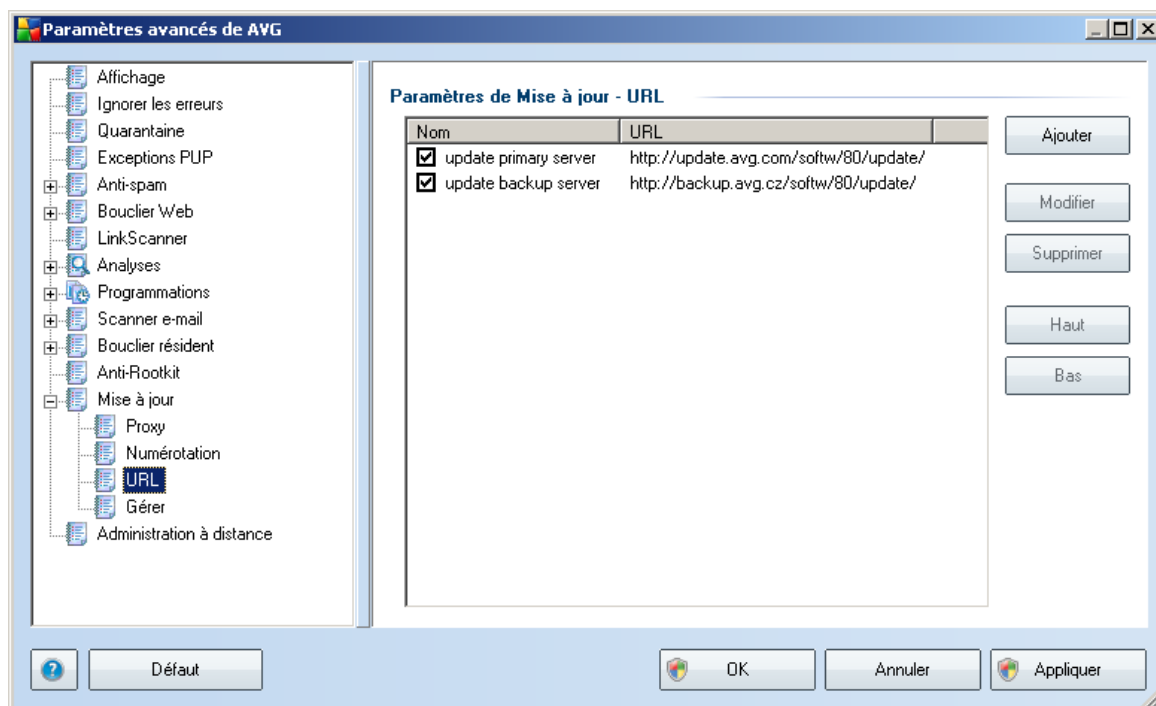 Paramètres avancés de AVG
Affichage
Ignorer les erreurs
Quarantaine
Exceptions PUP
Anti-spam
Bouclier Web
LinkScanner
Analyses
Programmations
Scanner e-mail
Bouclier résident
Anti-Rootkit
Mise à jour
Proxy
Numérotation
URL
Gérer
Administration à distance
Paramètres de Mise à jour - URL
Nom URL
update primary server http://update.avg.com/softw/80/update/
update backup server http://backup.avg.cz/softw/80/update/
Ajouter
Modifier
Supprimer
Haut
Bas
? Défaut OK Annuler Appliquer